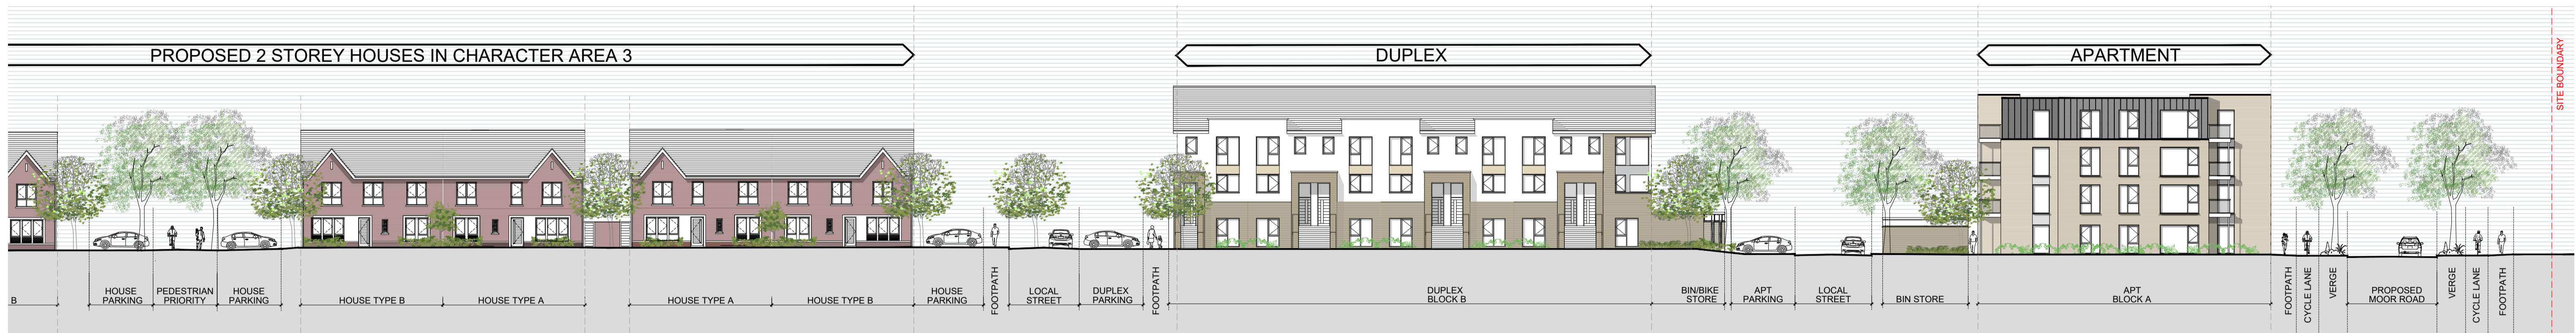 PROPOSED 2 STOREY HOUSES IN CHARACTER AREA 3
DUPLEX
APARTMENT
SITE BOUNDARY
B
HOUSE
PARKING
PEDESTRIAN
PRIORITY
HOUSE
PARKING
HOUSE TYPE B
HOUSE TYPE A
HOUSE TYPE A
HOUSE TYPE B
HOUSE
PARKING
FOOTPATH
LOCAL
STREET
DUPLEX
PARKING
FOOTPATH
DUPLEX
BLOCK B
BIN/BIKE
STORE
APT
PARKING
LOCAL
STREET
BIN STORE
APT
BLOCK A
FOOTPATH
CYCLE LANE
VERGE
PROPOSED
MOOR ROAD
VERGE
CYCLE LANE
FOOTPATH